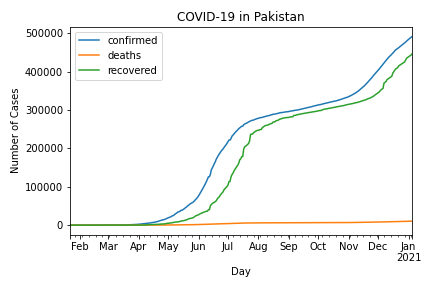 COVID-19 in Pakistan
confirmed
deaths
recovered
500000
400000
300000
200000
100000
0
Number of Cases
Feb Mar Apr May Jun Jul Aug Sep Oct Nov Dec Jan
2021
Day